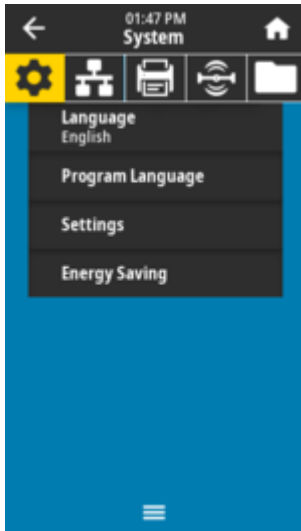 01:47 PM
System
Language
English
Program Language
Settings
Energy Saving